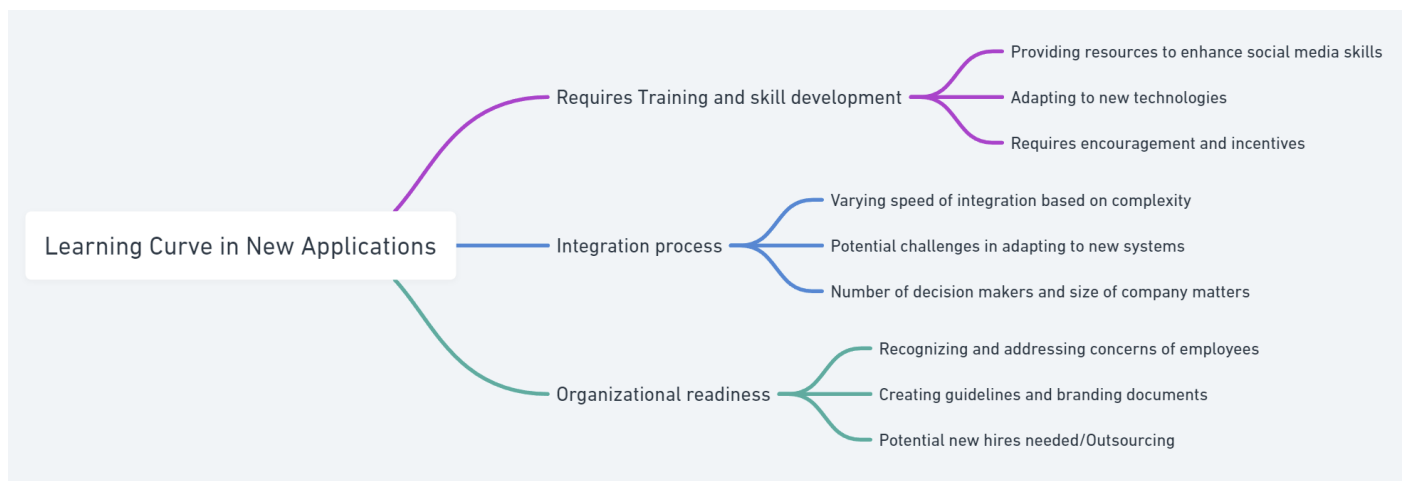 Learning Curve in New Applications
Requires Training and skill development
Providing resources to enhance social media skills
Adapting to new technologies
Requires encouragement and incentives
Integration process
Varying speed of integration based on complexity
Potential challenges in adapting to new systems
Number of decision makers and size of company matters
Organizational readiness
Recognizing and addressing concerns of employees
Creating guidelines and branding documents
Potential new hires needed/Outsourcing